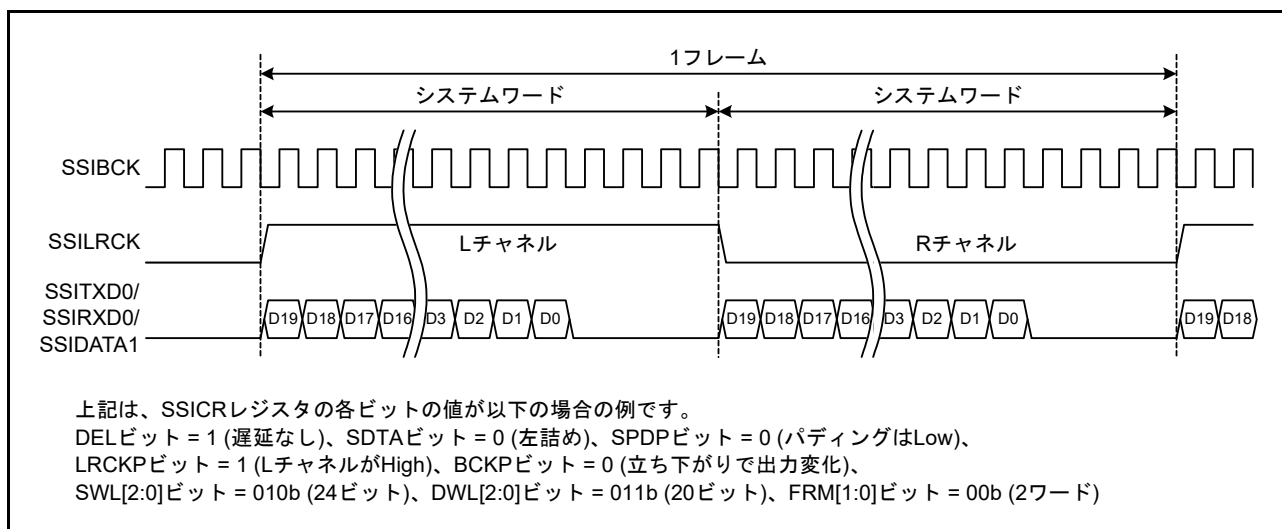 1フレーム
システムワード システムワード
SSIBCK
SSILRCK Lチャネル Rチャネル
SSITXD0/
SSIRXD0/
SSIDATA1
D19 D18 D17 D16 D3 D2 D1 D0 D19 D18 D17 D16 D3 D2 D1 D0 D19 D18
上記は、SSICRレジスタの各ビットの値が以下の場合の例です。
DELビット = 1 (遅延なし)、SDTAビット = 0 (左詰め)、SPDPビット = 0 (パディングはLow)、
LRCKPビット = 1 (LチャネルがHigh)、BCKPビット = 0 (立ち下がりで出力変化)、
SWL[2:0]ビット = 010b (24ビット)、DWL[2:0]ビット = 011b (20ビット)、FRM[1:0]ビット = 00b (2ワード)